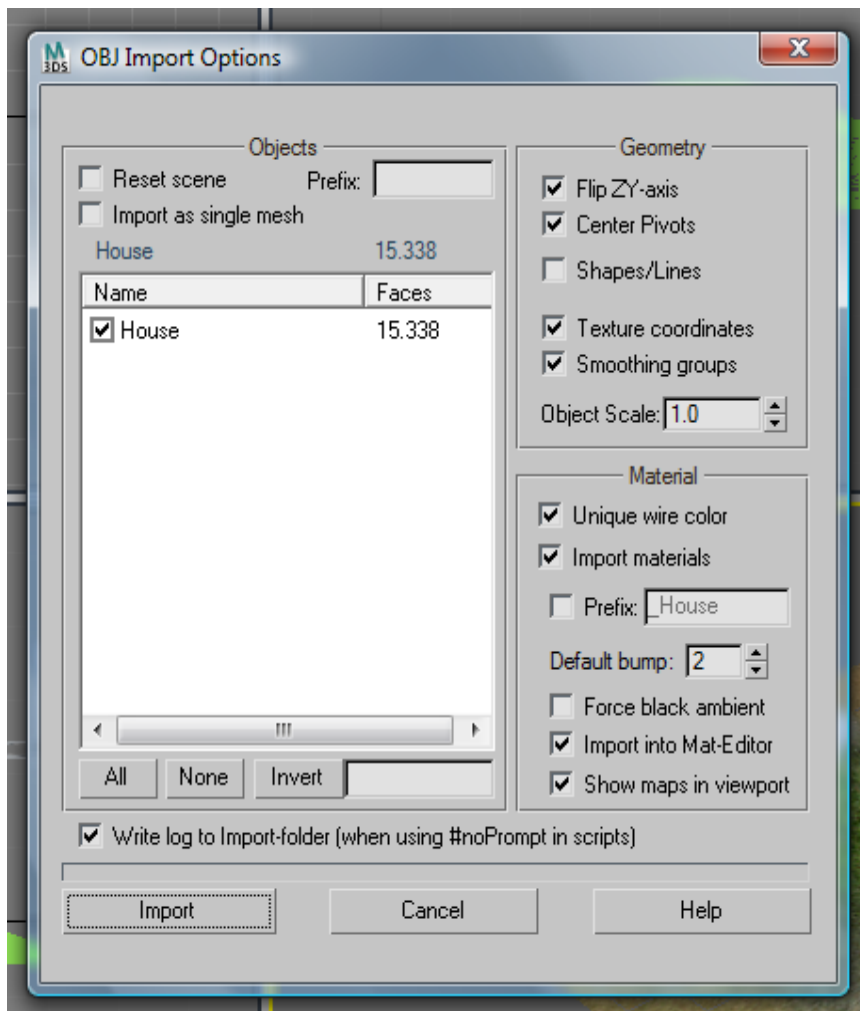 M
3DS
OBJ Import Options
X
Objects
Reset scene Prefix:
Import as single mesh
House 15.338
Name Faces
House 15.338
All None Invert
Geometry
Flip ZY-axis
Center Pivots
Shapes/Lines
Texture coordinates
Smoothing groups
Object Scale: 1.0
Material
Unique wire color
Import materials
Prefix: _House
Default bump: 2
Force black ambient
Import into Mat-Editor
Show maps in viewport
Write log to Import-folder (when using #noPrompt in scripts)
Import Cancel Help